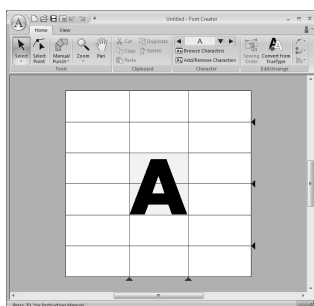 Untitled - Font Creator
Home View
Cut Duplicate
Copy Delete
Paste
Select
Select Point
Manual Punch
Zoom
Pan
A
Browse Characters
Add/Remove Characters
Sewing Order
Convert from TrueType
Tools Clipboard Character Edit/Arrange
A
Press F1 for Instruction Manual